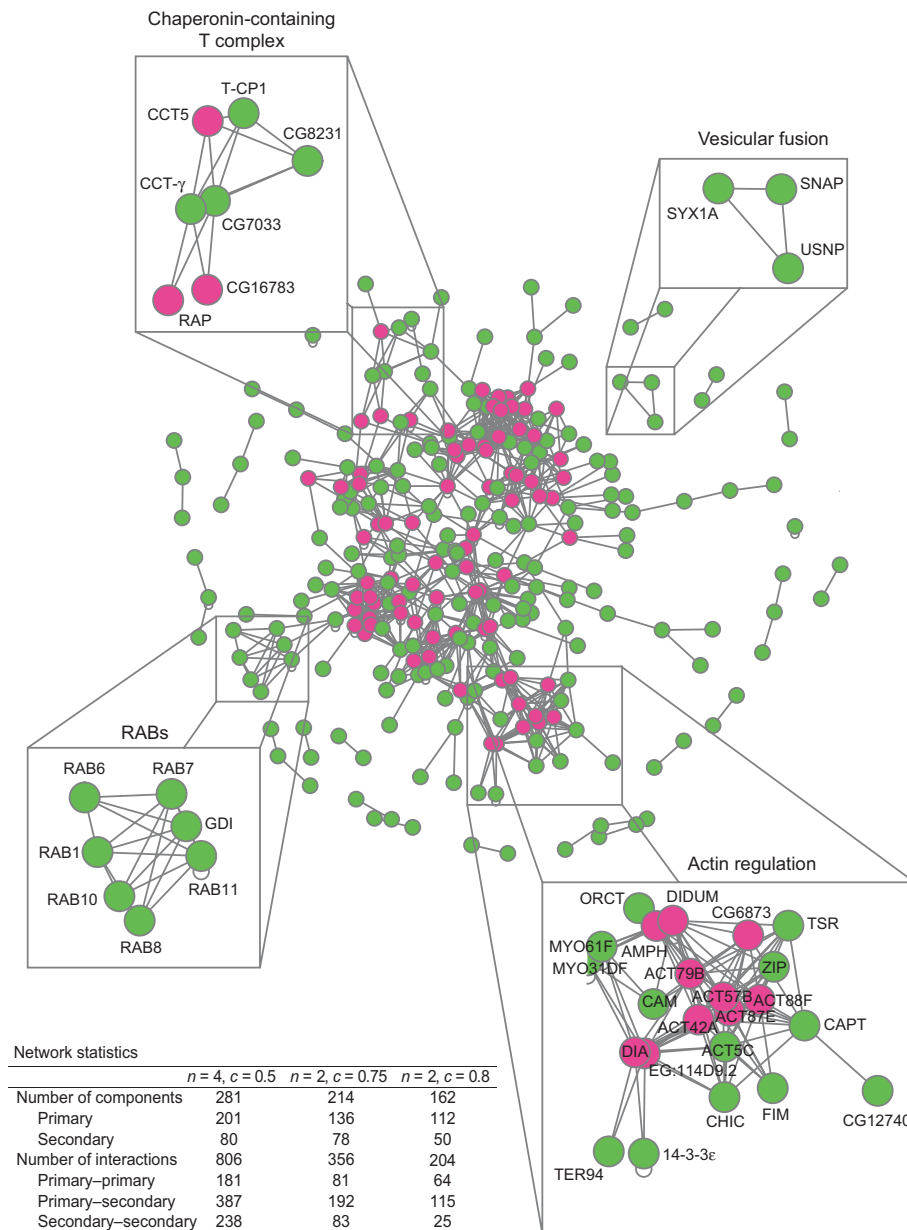 Chaperonin-containing
T complex
T-CP1
CCT5
CG8231
CCT-γ
CG7033
CG16783
RAP
Vesicular fusion
SNAP
SYX1A
USNP
RABs
RAB6
RAB7
GDI
RAB1
RAB11
RAB10
RAB8
Actin regulation
ORCT
DIDUM
CG6873
TSR
MYO61F
AMPH
MYO31DF
ACT79B
ZIP
CAM
ACT57B
ACT88F
ACT87E
ACT42A
CAPT
DIA
ACT5C
EG:114D9.2
CHIC
FIM
CG12740
TER94
14-3-3ε
Network statistics
n = 4, c = 0.5 n = 2, c = 0.75 n = 2, c = 0.8
Number of components 281 214 162
Primary 201 136 112
Secondary 80 78 50
Number of interactions 806 356 204
Primary–primary 181 81 64
Primary–secondary 387 192 115
Secondary–secondary 238 83 25